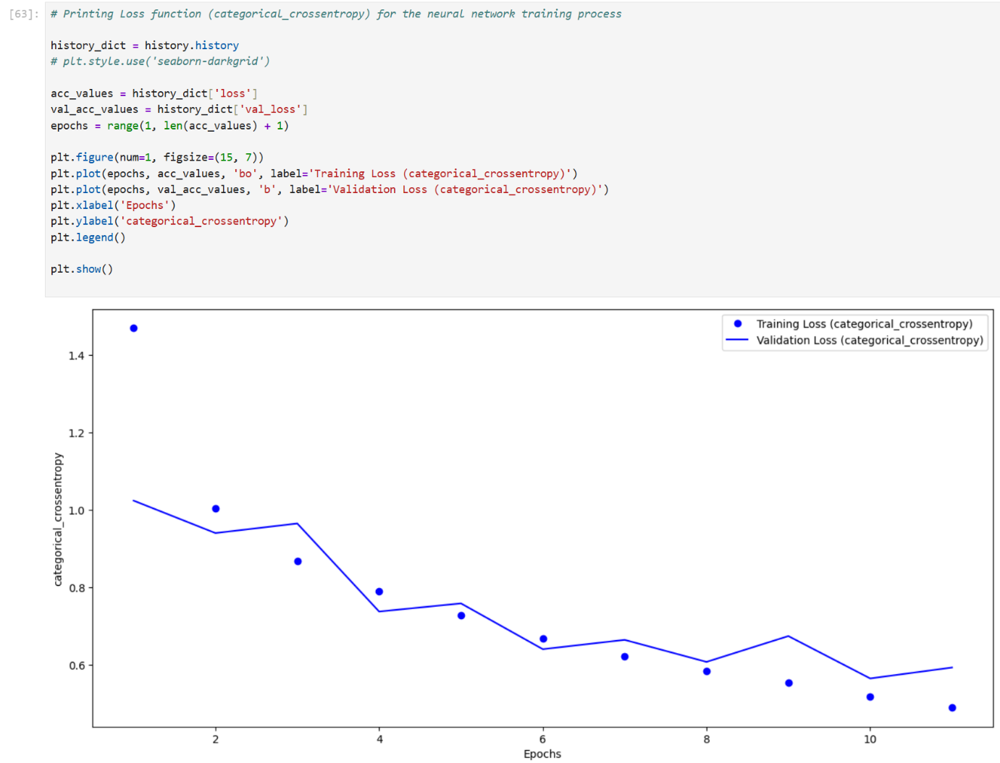 [63]: # Printing Loss function (categorical_crossentropy) for the neural network training process
history_dict = history.history
# plt.style.use('seaborn-darkgrid')
acc_values = history_dict['loss']
val_acc_values = history_dict['val_loss']
epochs = range(1, len(acc_values) + 1)
plt.figure(num=1, figsize=(15, 7))
plt.plot(epochs, acc_values, 'bo', label='Training Loss (categorical_crossentropy)')
plt.plot(epochs, val_acc_values, 'b', label='Validation Loss (categorical_crossentropy)')
plt.xlabel('Epochs')
plt.ylabel('categorical_crossentropy')
plt.legend()
plt.show()
Training Loss (categorical_crossentropy)
Validation Loss (categorical_crossentropy)
1.4
1.2
1.0
0.8
0.6
categorical_crossentropy
2 4 6 8 10
Epochs